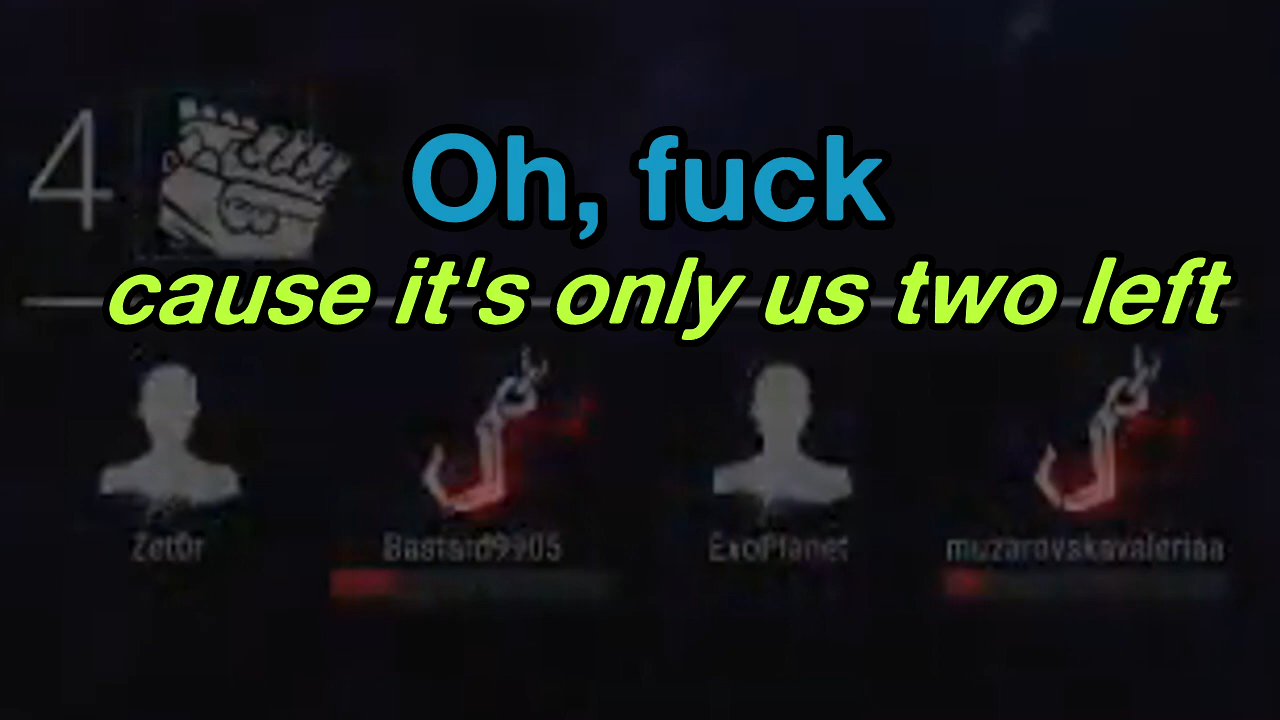 4
Oh, fuck
cause it's only us two left
Zet0r
Bastard9905
ExoPlanet
muzarovskavaleriaa